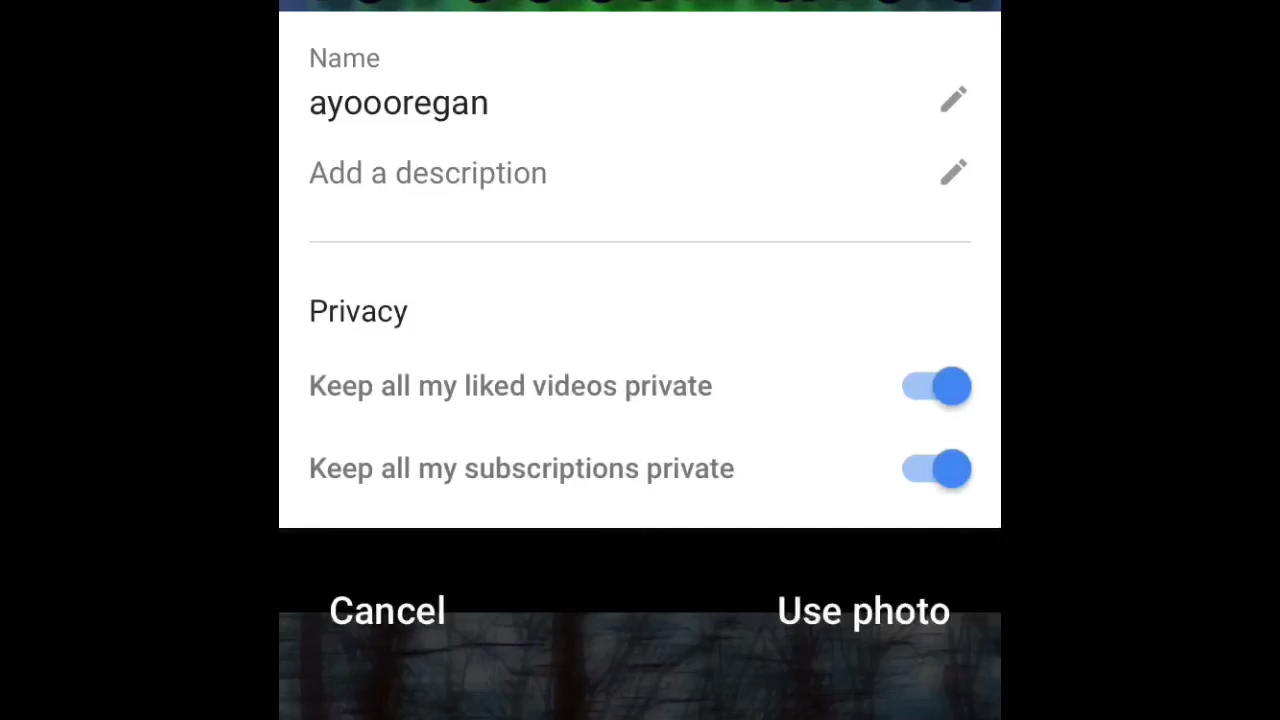 Name
ayoooregan
Add a description
Privacy
Keep all my liked videos private
Keep all my subscriptions private
Cancel
Use photo